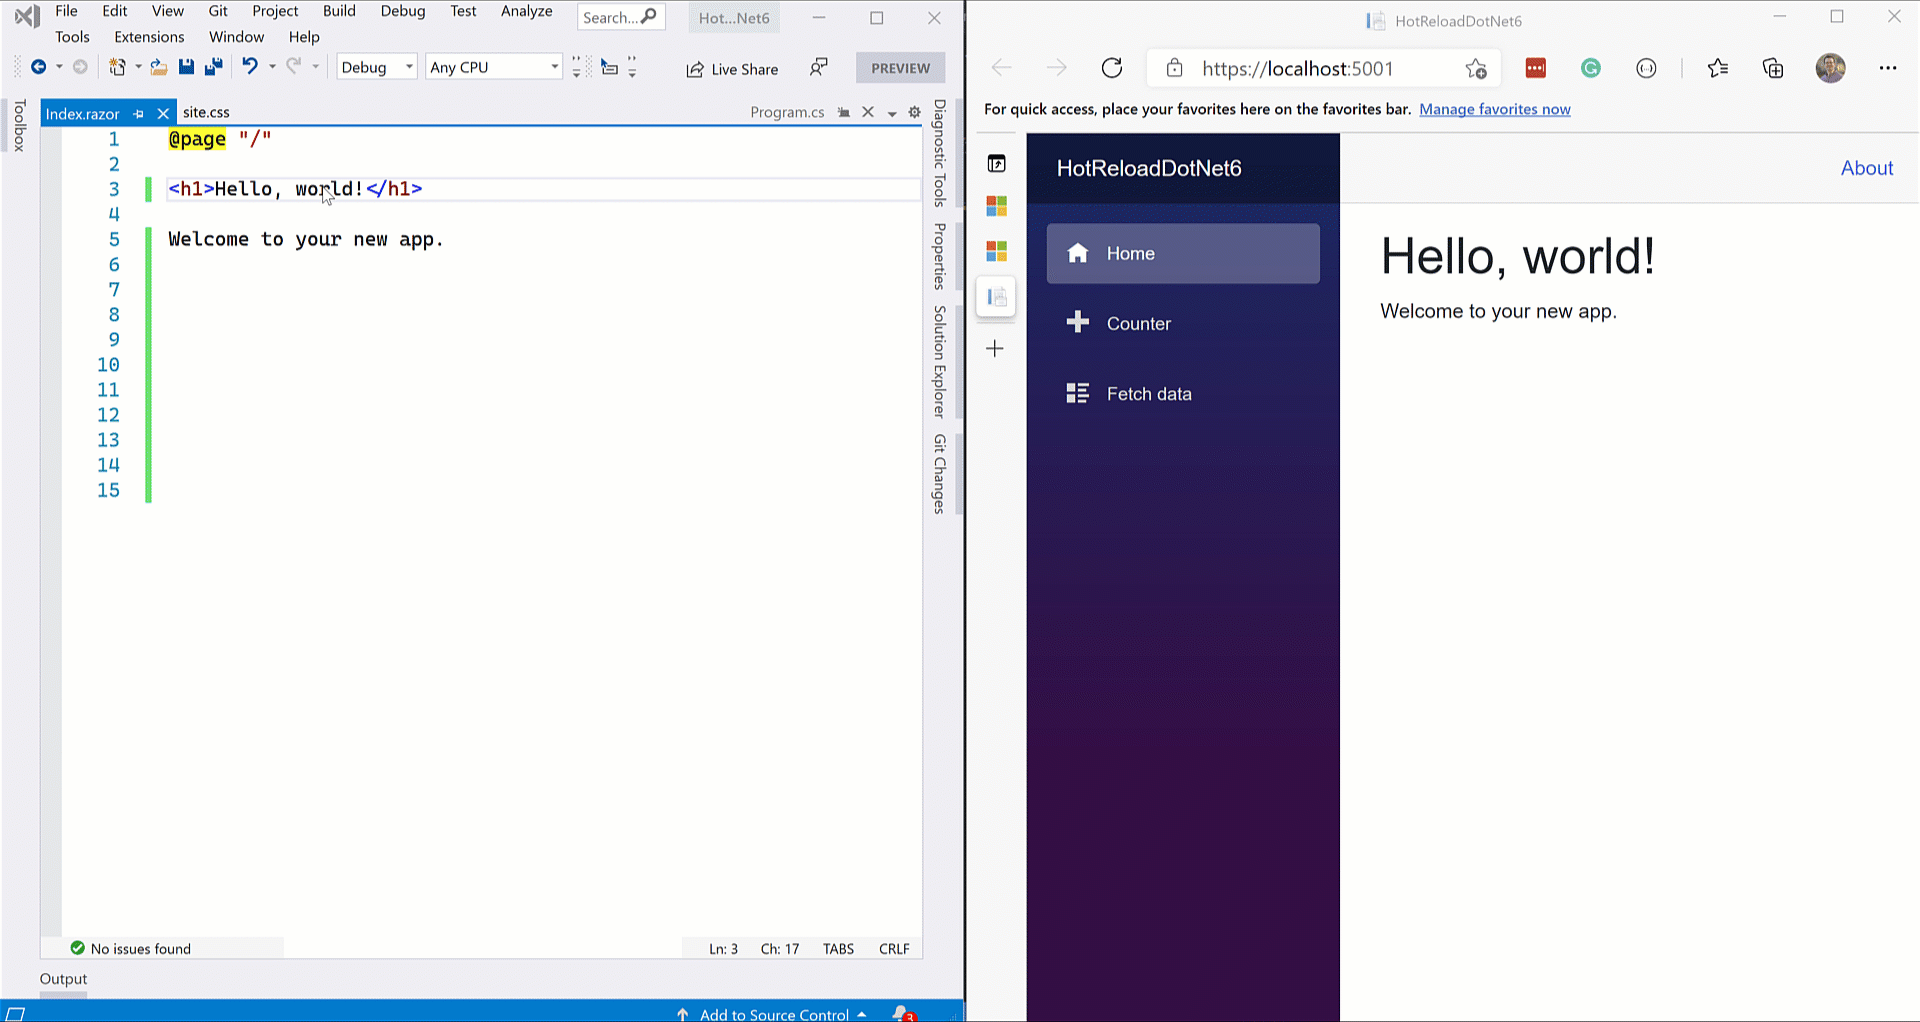 File Edit View Git Project Build Debug Test Analyze Search... Hot...Net6
Tools Extensions Window Help
Debug Any CPU Live Share PREVIEW
Toolbox
Index.razor site.css Program.cs
1 @page "/"
2
3 <h1>Hello, world!</h1>
4
5 Welcome to your new app.
6
7
8
9
10
11
12
13
14
15
Diagnostic Tools
Properties
Solution Explorer
Git Changes
No issues found Ln: 3 Ch: 17 TABS CRLF
Output
Add to Source Control 3
HotReloadDotNet6
https://localhost:5001
For quick access, place your favorites here on the favorites bar. Manage favorites now
HotReloadDotNet6
About
Home
Counter
Fetch data
Hello, world!
Welcome to your new app.